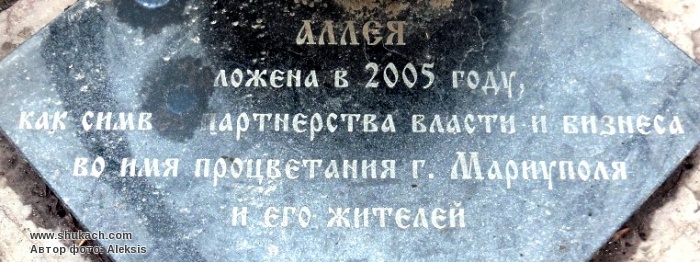 АЛЛЕЯ
ЛОЖЕНА В 2005 ГОДУ,
КАК СИМВ ПАРТНЕРСТВА ВЛАСТИ И БИЗНЕСА
ВО ИМЯ ПРОЦВЕТАНИЯ Г. МАРИУПОЛЯ
И ЕГО ЖИТЕЛЕЙ
www.shukach.com
Автор фото: Aleksis